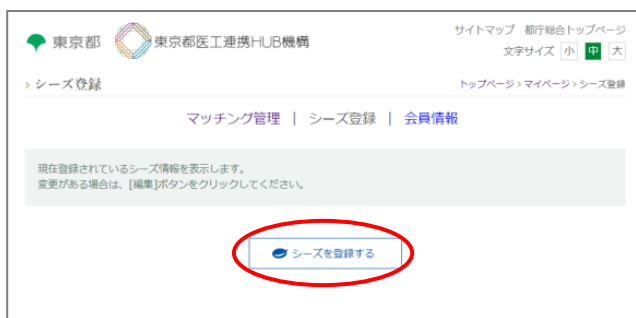 サイトマップ 都庁総合トップページ
東京都 東京都医工連携HUB機構
文字サイズ 小 中 大
> シーズ登録
トップページ > マイページ > シーズ登録
マッチング管理 | シーズ登録 | 会員情報
現在登録されているシーズ情報を表示します。
変更がある場合は、[編集]ボタンをクリックしてください。
シーズを登録する